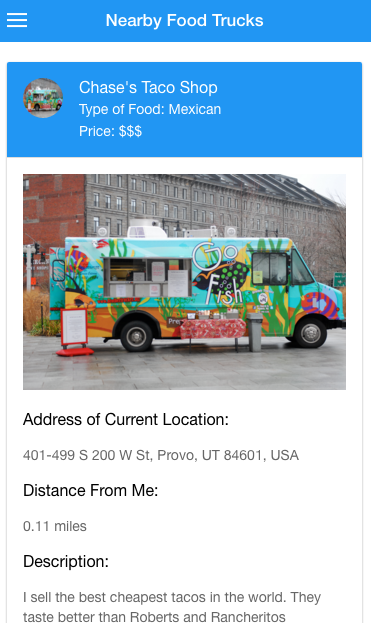 Nearby Food Trucks
Chase's Taco Shop
Type of Food: Mexican
Price: $$$
Go
Fish
Address of Current Location:
401-499 S 200 W St, Provo, UT 84601, USA
Distance From Me:
0.11 miles
Description:
I sell the best cheapest tacos in the world. They
taste better than Roberts and Rancheritos